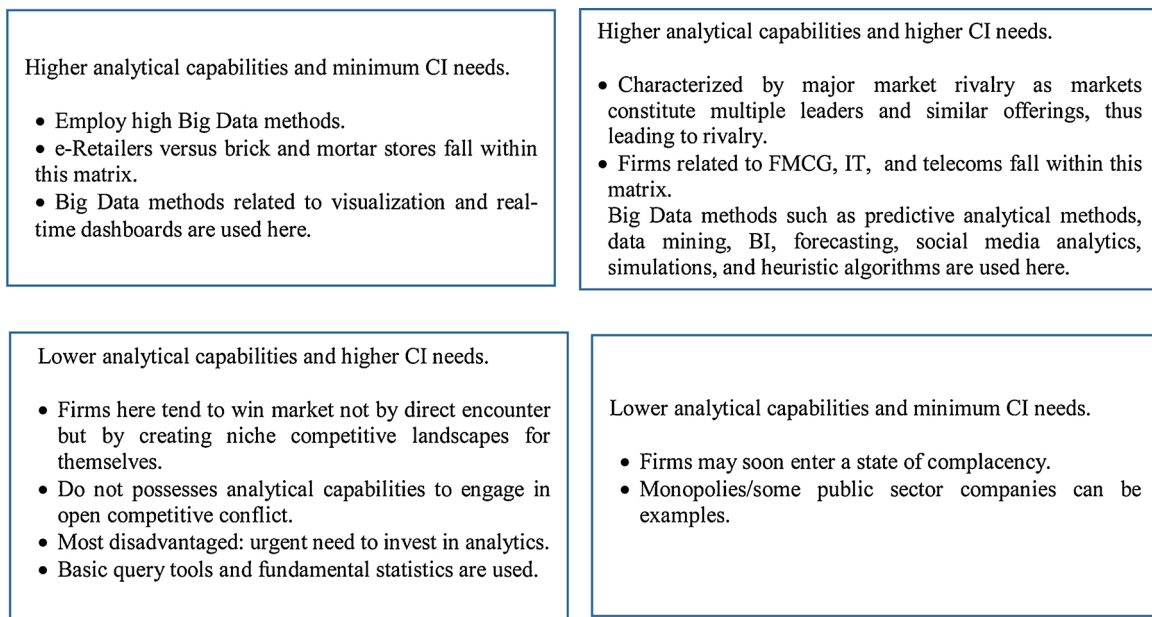 Higher analytical capabilities and minimum CI needs.
• Employ high Big Data methods.
• e-Retailers versus brick and mortar stores fall within
this matrix.
• Big Data methods related to visualization and real-
time dashboards are used here.
Higher analytical capabilities and higher CI needs.
• Characterized by major market rivalry as markets
constitute multiple leaders and similar offerings, thus
leading to rivalry.
• Firms related to FMCG, IT, and telecoms fall within this
matrix.
Big Data methods such as predictive analytical methods,
data mining, BI, forecasting, social media analytics,
simulations, and heuristic algorithms are used here.
Lower analytical capabilities and higher CI needs.
• Firms here tend to win market not by direct encounter
but by creating niche competitive landscapes for
themselves.
• Do not possesses analytical capabilities to engage in
open competitive conflict.
• Most disadvantaged: urgent need to invest in analytics.
• Basic query tools and fundamental statistics are used.
Lower analytical capabilities and minimum CI needs.
• Firms may soon enter a state of complacency.
• Monopolies/some public sector companies can be
examples.